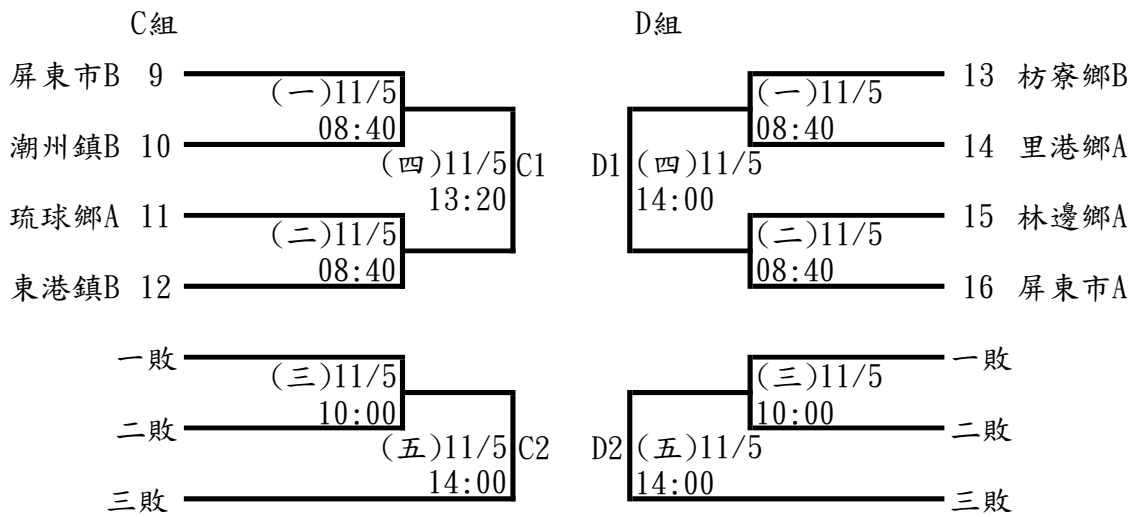 C組 D組
屏東市B 9 (一)11/5 (一)11/5 13 枋寮鄉B
08:40 08:40
潮州鎮B 10 14 里港鄉A
(四)11/5 C1 D1 (四)11/5
13:20 14:00
琉球鄉A 11 15 林邊鄉A
(二)11/5 (二)11/5
08:40 08:40
東港鎮B 12 16 屏東市A
一敗 一敗
(三)11/5 (三)11/5
10:00 10:00
二敗 二敗
(五)11/5 C2 D2 (五)11/5
14:00 14:00
三敗 三敗